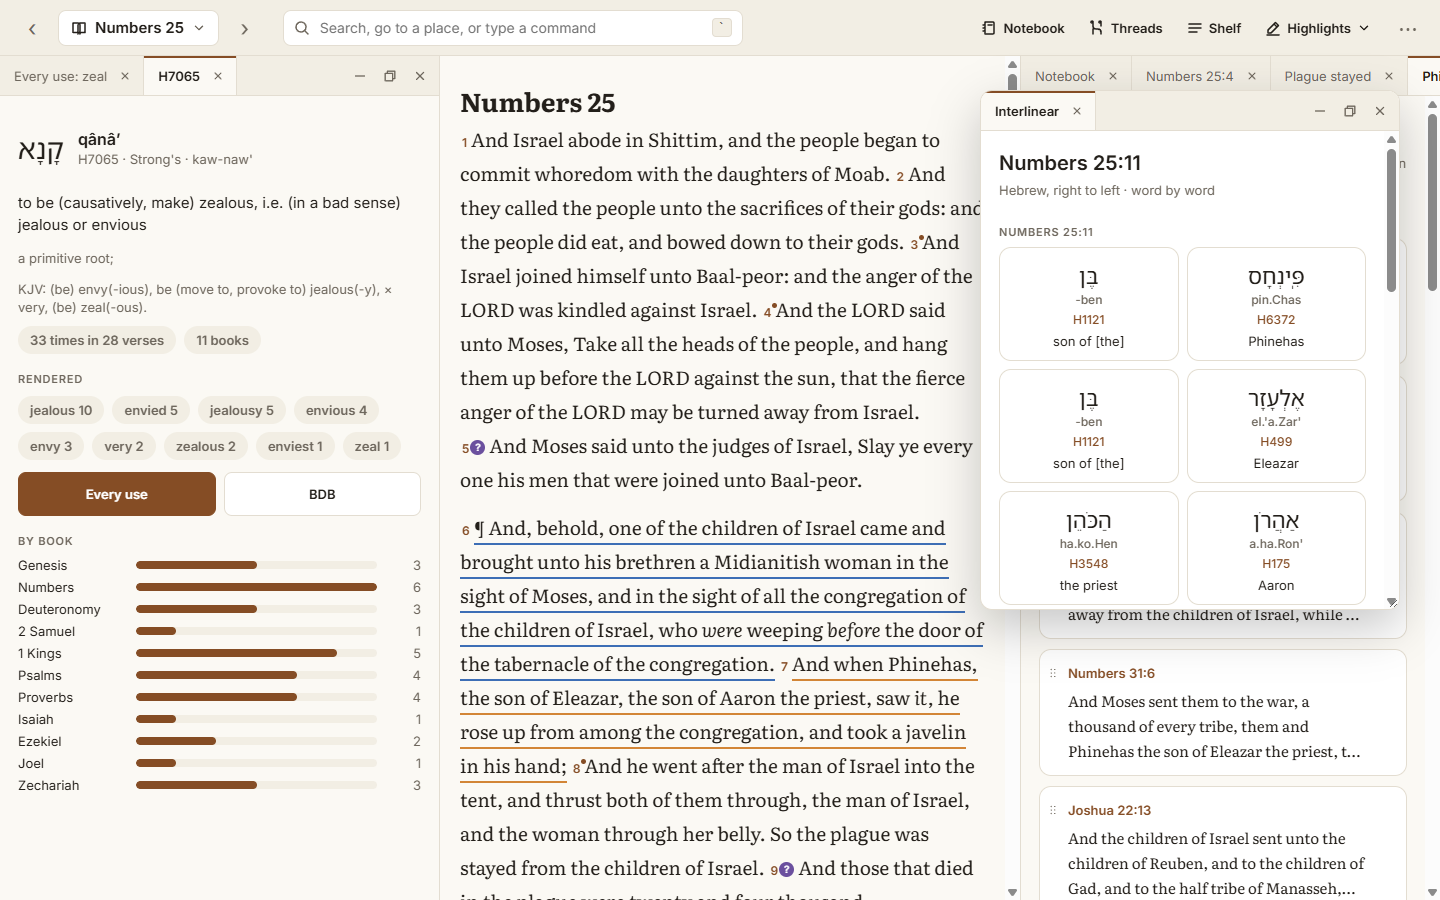 Numbers 25
Search, go to a place, or type a command
`
Notebook
Threads
Shelf
Highlights
Every use: zeal
H7065
קָנָא
qânâʼ
H7065 · Strong's · kaw-naw'
to be (causatively, make) zealous, i.e. (in a bad sense)
jealous or envious
a primitive root;
KJV: (be) envy(-ious), be (move to, provoke to) jealous(-y), ×
very, (be) zeal(-ous).
33 times in 28 verses
11 books
RENDERED
jealous 10
envied 5
jealousy 5
envious 4
envy 3
very 2
zealous 2
enviest 1
zeal 1
Every use
BDB
BY BOOK
Genesis 3
Numbers 6
Deuteronomy 3
2 Samuel 1
1 Kings 5
Psalms 4
Proverbs 4
Isaiah 1
Ezekiel 2
Joel 1
Zechariah 3
Numbers 25
1 And Israel abode in Shittim, and the people began to
commit whoredom with the daughters of Moab. 2 And
they called the people unto the sacrifices of their gods: and
the people did eat, and bowed down to their gods. 3 And
Israel joined himself unto Baal-peor: and the anger of the
LORD was kindled against Israel. 4 And the LORD said
unto Moses, Take all the heads of the people, and hang
them up before the LORD against the sun, that the fierce
anger of the LORD may be turned away from Israel.
5 ? And Moses said unto the judges of Israel, Slay ye every
one his men that were joined unto Baal-peor.
6 ¶ And, behold, one of the children of Israel came and
brought unto his brethren a Midianitish woman in the
sight of Moses, and in the sight of all the congregation of
the children of Israel, who were weeping before the door of
the tabernacle of the congregation. 7 And when Phinehas,
the son of Eleazar, the son of Aaron the priest, saw it, he
rose up from among the congregation, and took a javelin
in his hand; 8 And he went after the man of Israel into the
tent, and thrust both of them through, the man of Israel,
and the woman through her belly. So the plague was
stayed from the children of Israel. 9 ? And those that died
in the plague were twenty and four thousand.
Notebook
Numbers 25:4
Plague stayed
Phi
Interlinear
Numbers 25:11
Hebrew, right to left · word by word
NUMBERS 25:11
בֶּן
-ben
H1121
son of [the]
פִּינְחָס
pin.Chas
H6372
Phinehas
בֶּן
-ben
H1121
son of [the]
אֶלְעָזָר
el.'a.Zar'
H499
Eleazar
הַכֹּהֵן
ha.ko.Hen
H3548
the priest
אַהֲרֹן
a.ha.Ron'
H175
Aaron
away from the children of Israel, while ...
Numbers 31:6
And Moses sent them to the war, a
thousand of every tribe, them and
Phinehas the son of Eleazar the priest, t...
Joshua 22:13
And the children of Israel sent unto the
children of Reuben, and to the children of
Gad, and to the half tribe of Manasseh,...